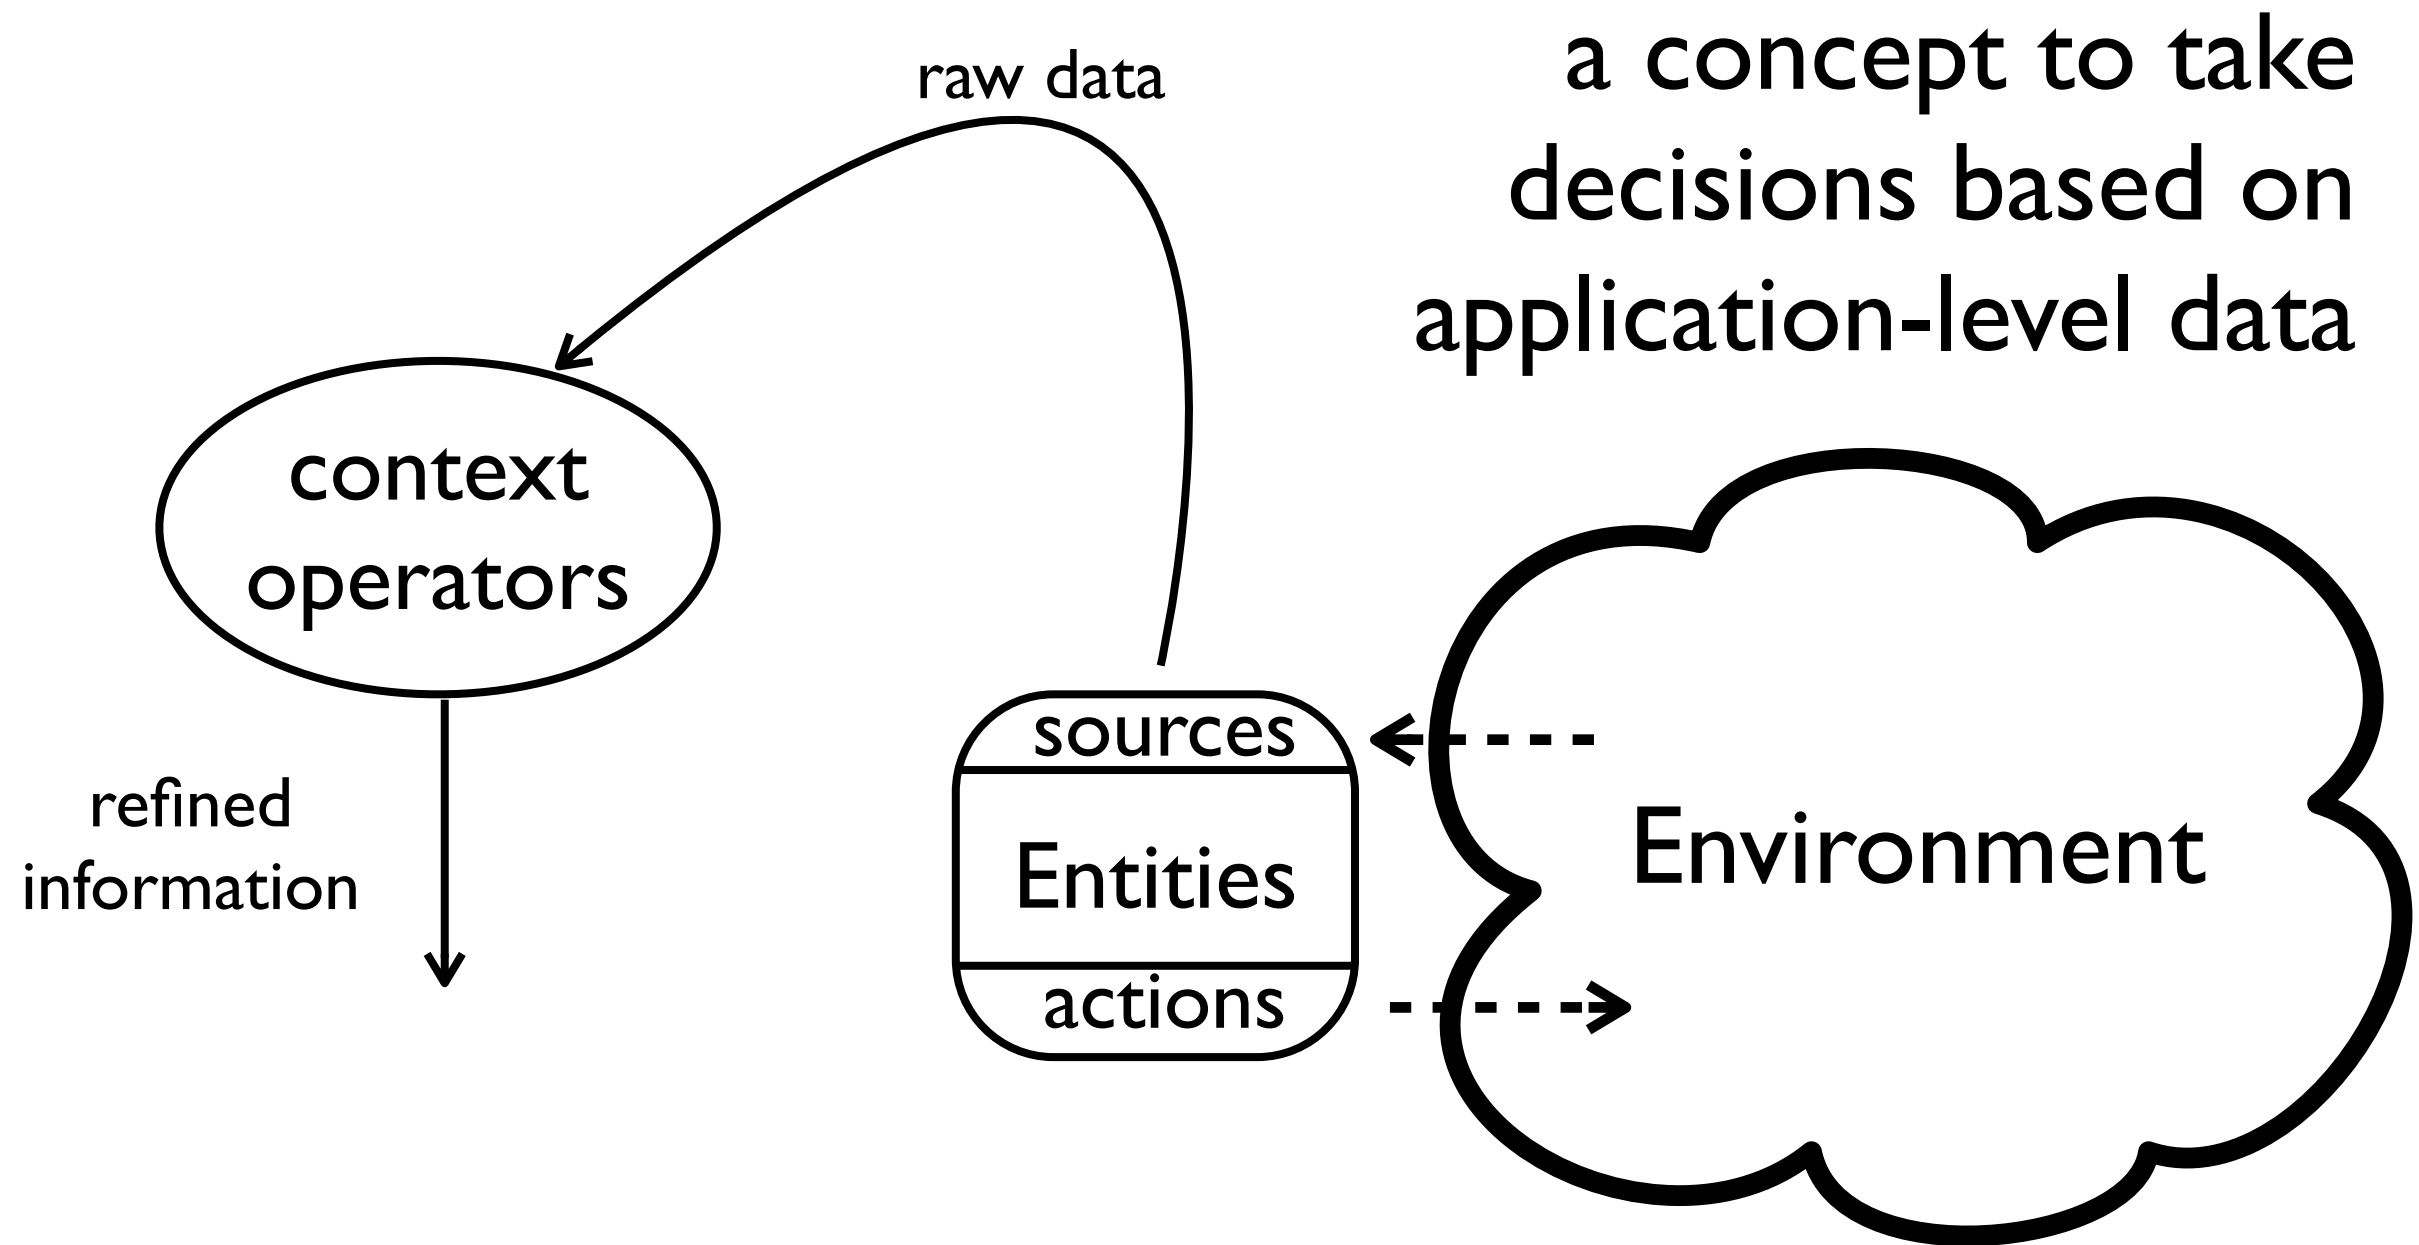 a concept to take
decisions based on
application-level data
raw data
context
operators
refined
information
sources
Entities
actions
Environment